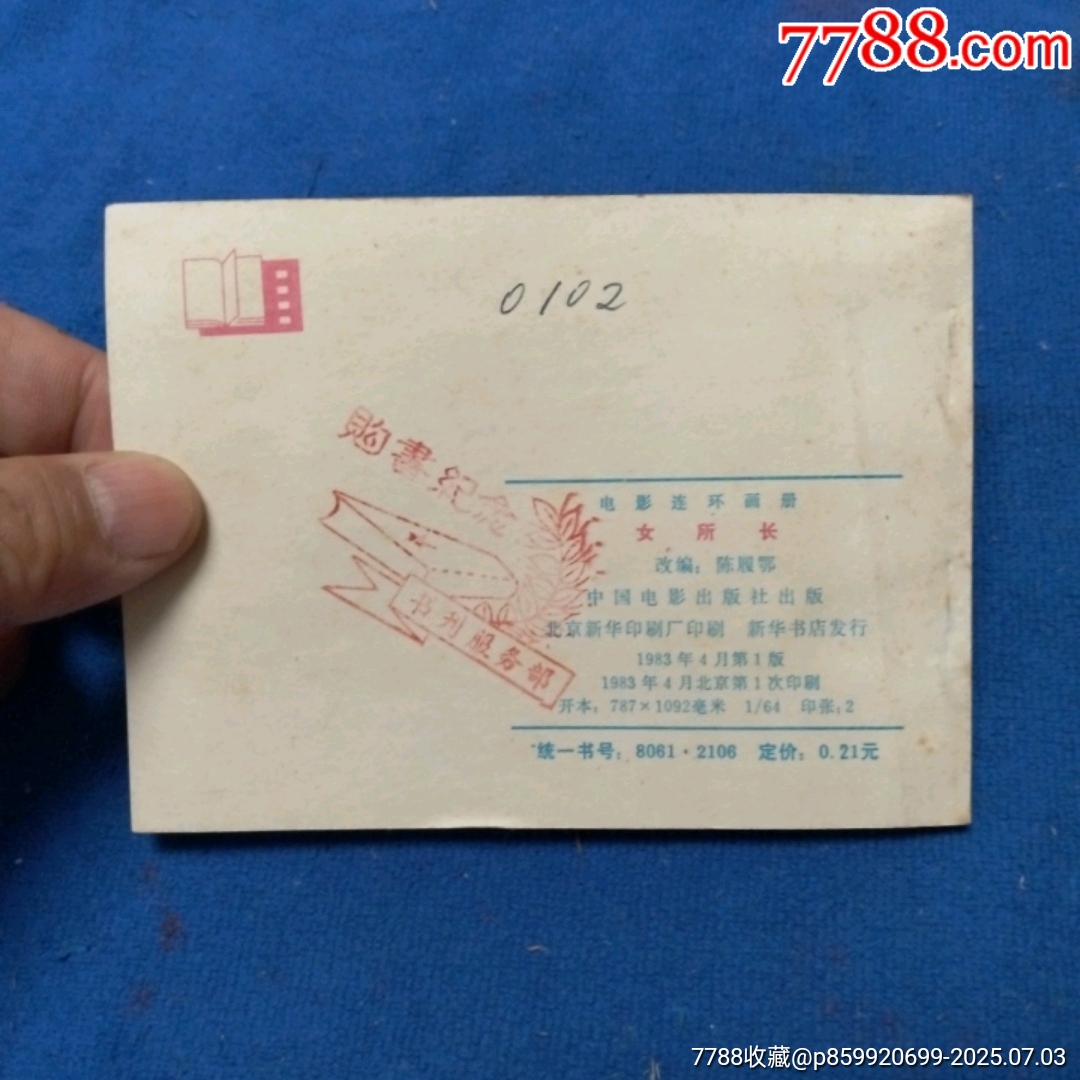 7788.com
0102
購書纪念
书刊服务部
电影连环画册
女所长
改编：陈履鄂
中国电影出版社出版
北京新华印刷厂印刷 新华书店发行
1983年4月第1版
1983年4月北京第1次印刷
开本：787×1092毫米 1/64 印张：2
统一书号：8061·2106 定价：0.21元
7788收藏@p859920699-2025.07.03